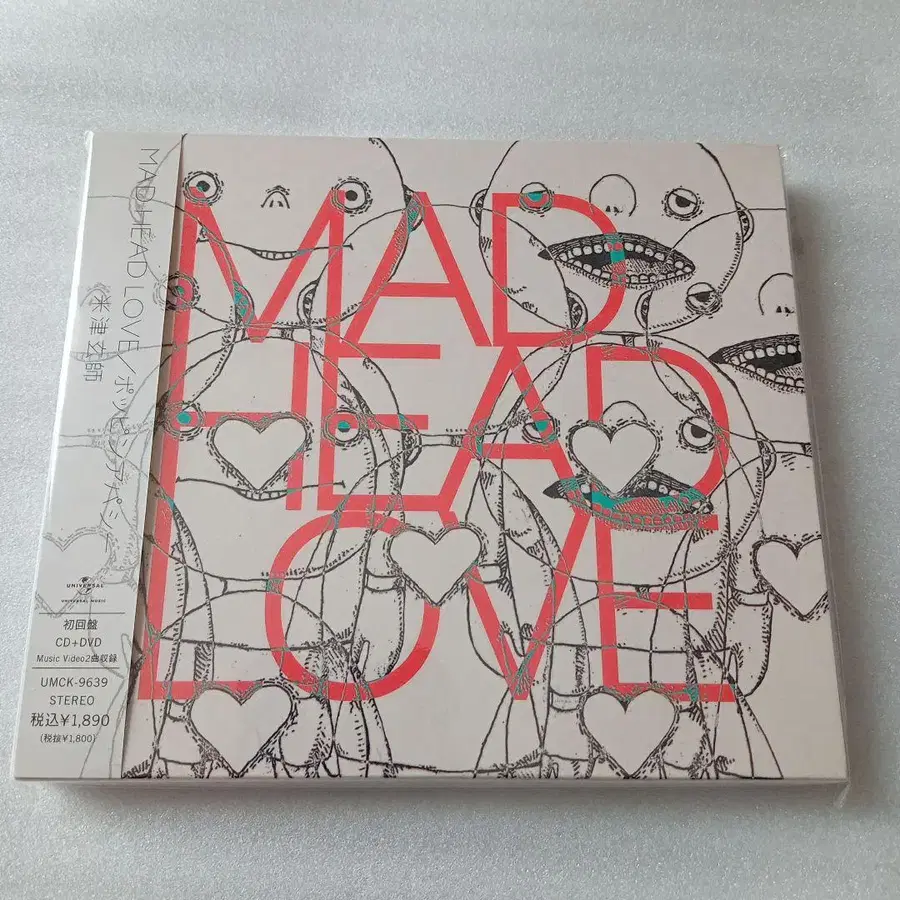 MAD HEAD LOVE／ポッピンアパシー
米津玄師
UNIVERSAL
UNIVERSAL MUSIC
初回盤
CD+DVD
Music Video2曲収録
UMCK-9639
STEREO
税込¥1,890
(税抜¥1,800)
MAD
HEAD
LOVE